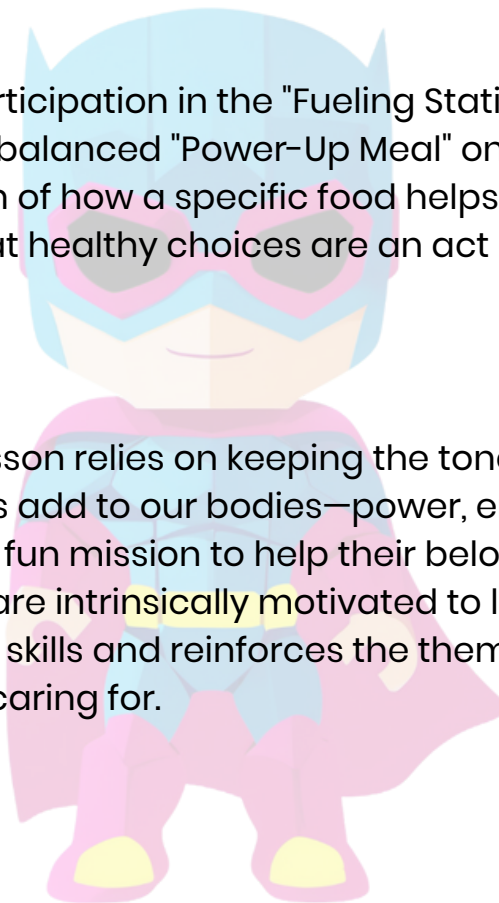 rticipation in the "Fueling Stati
balanced "Power-Up Meal" on
n of how a specific food helps
at healthy choices are an act
sson relies on keeping the tone
s add to our bodies—power, e
fun mission to help their belo
are intrinsically motivated to l
skills and reinforces the them
caring for.